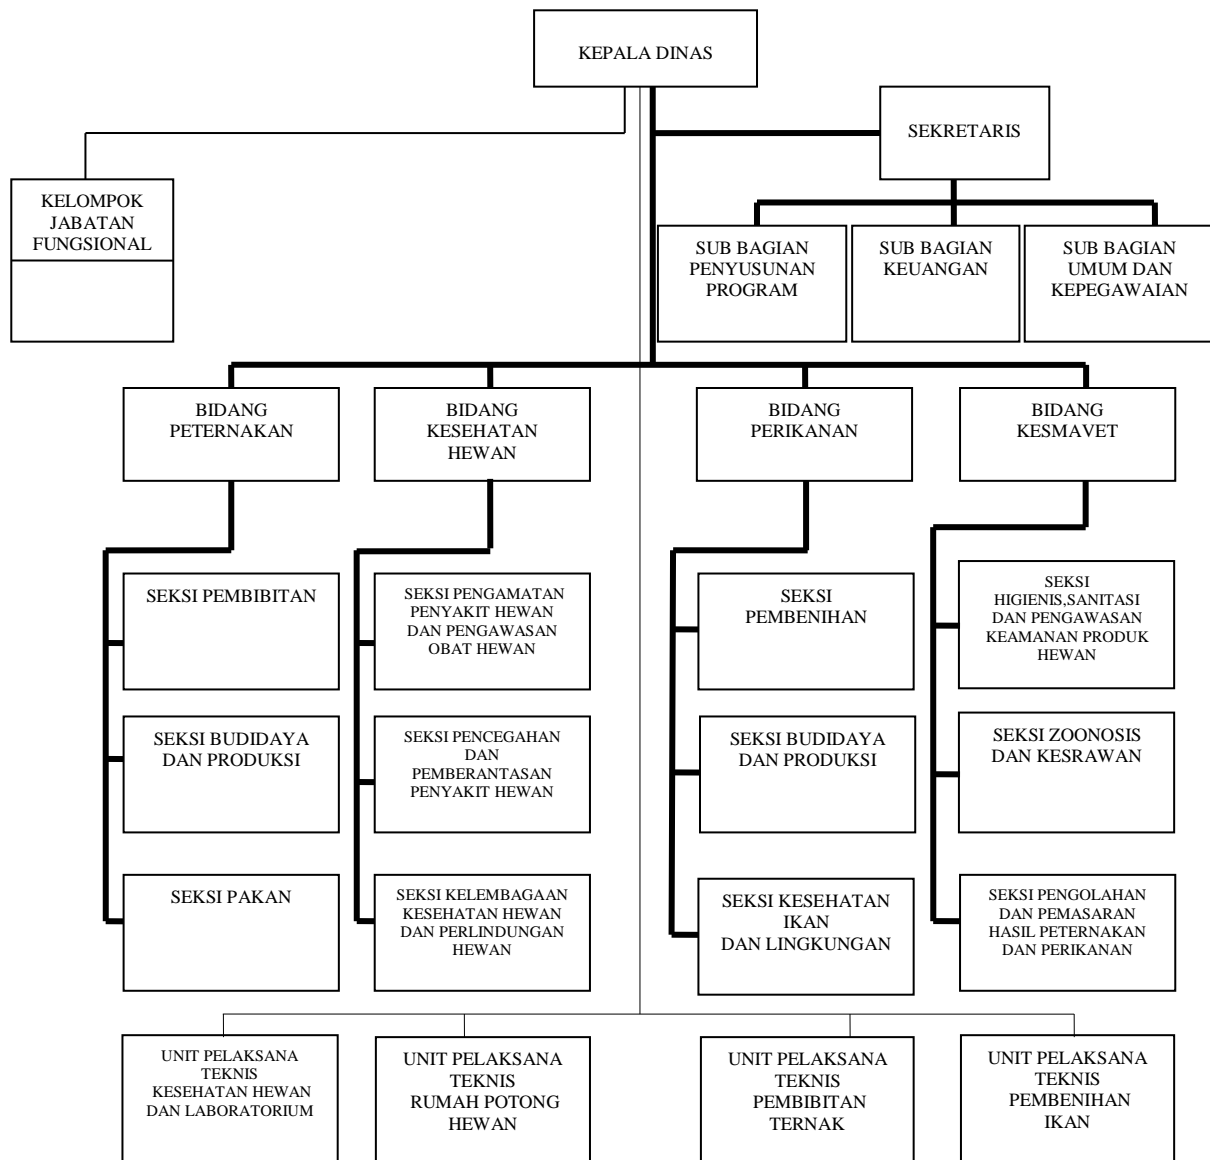 KEPALA DINAS
SEKRETARIS
KELOMPOK
JABATAN
FUNGSIONAL
SUB BAGIAN
PENYUSUNAN
PROGRAM
SUB BAGIAN
KEUANGAN
SUB BAGIAN
UMUM DAN
KEPEGAWAIAN
BIDANG
PETERNAKAN
BIDANG
KESEHATAN
HEWAN
BIDANG
PERIKANAN
BIDANG
KESMAVET
SEKSI PEMBIBITAN
SEKSI PENGAMATAN
PENYAKIT HEWAN
DAN PENGAWASAN
OBAT HEWAN
SEKSI
PEMBENIHAN
SEKSI
HIGIENIS,SANITASI
DAN PENGAWASAN
KEAMANAN PRODUK
HEWAN
SEKSI BUDIDAYA
DAN PRODUKSI
SEKSI PENCEGAHAN
DAN
PEMBERANTASAN
PENYAKIT HEWAN
SEKSI BUDIDAYA
DAN PRODUKSI
SEKSI ZOONOSIS
DAN KESRAWAN
SEKSI PAKAN
SEKSI KELEMBAGAAN
KESEHATAN HEWAN
DAN PERLINDUNGAN
HEWAN
SEKSI KESEHATAN
IKAN
DAN LINGKUNGAN
SEKSI PENGOLAHAN
DAN PEMASARAN
HASIL PETERNAKAN
DAN PERIKANAN
UNIT PELAKSANA
TEKNIS
KESEHATAN HEWAN
DAN LABORATORIUM
UNIT PELAKSANA
TEKNIS
RUMAH POTONG
HEWAN
UNIT PELAKSANA
TEKNIS
PEMBIBITAN
TERNAK
UNIT PELAKSANA
TEKNIS
PEMBENIHAN
IKAN